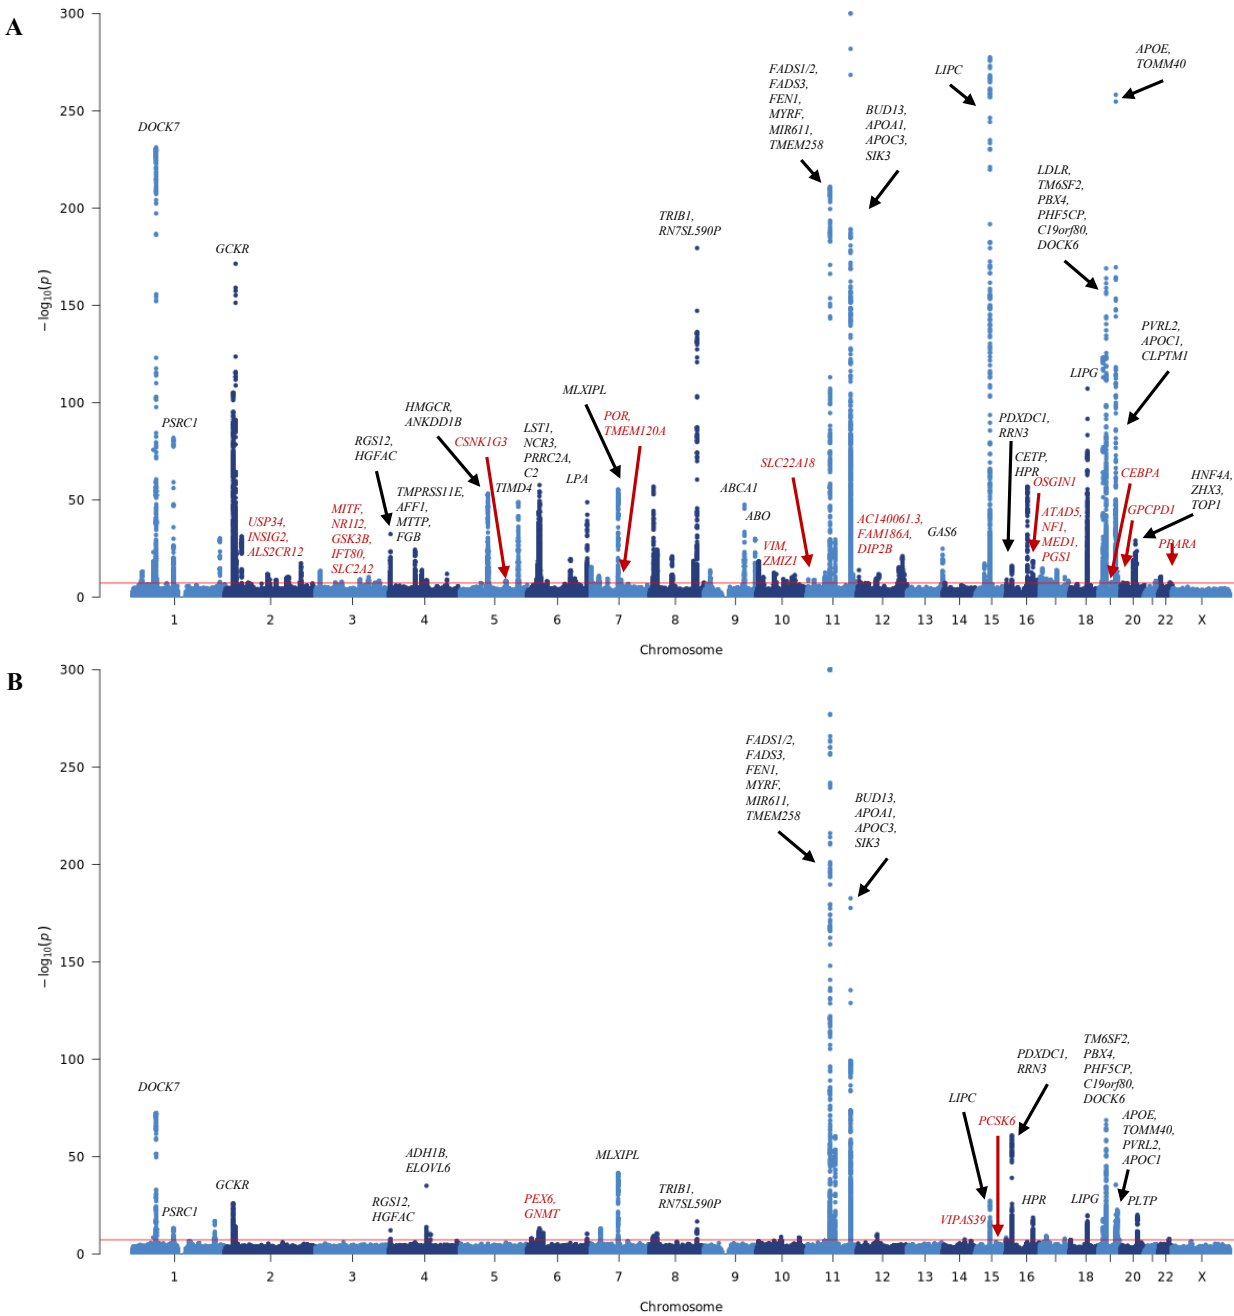 A
300
250
200
150
100
50
0
−log10(p)
DOCK7
PSRC1
GCKR
USP34,
INSIG2,
ALS2CR12
MITF,
NR1I2,
GSK3B,
IFT80,
SLC2A2
RGS12,
HGFAC
TMPRSS11E,
AFF1,
MTTP,
FGB
HMGCR,
ANKDD1B
CSNK1G3
TIMD4
LST1,
NCR3,
PRRC2A,
C2
LPA
MLXIPL
POR,
TMEM120A
TRIB1,
RN7SL590P
ABCA1
ABO
SLC22A18
VIM,
ZMIZ1
FADS1/2,
FADS3,
FEN1,
MYRF,
MIR611,
TMEM258
BUD13,
APOA1,
APOC3,
SIK3
AC140061.3,
FAM186A,
DIP2B
GAS6
LIPC
PDXDC1,
RRN3
CETP,
HPR
OSGIN1
ATAD5,
NF1,
MED1,
PGS1
LIPG
LDLR,
TM6SF2,
PBX4,
PHF5CP,
C19orf80,
DOCK6
APOE,
TOMM40
PVRL2,
APOC1,
CLPTM1
CEBPA
GPCPD1
HNF4A,
ZHX3,
TOP1
PPARA
1 2 3 4 5 6 7 8 9 10 11 12 13 14 15 16 18 20 22 X
Chromosome
B
300
250
200
150
100
50
0
−log10(p)
DOCK7
PSRC1
GCKR
RGS12,
HGFAC
ADH1B,
ELOVL6
PEX6,
GNMT
MLXIPL
TRIB1,
RN7SL590P
FADS1/2,
FADS3,
FEN1,
MYRF,
MIR611,
TMEM258
BUD13,
APOA1,
APOC3,
SIK3
VIPAS39
LIPC
PCSK6
PDXDC1,
RRN3
HPR
LIPG
TM6SF2,
PBX4,
PHF5CP,
C19orf80,
DOCK6
APOE,
TOMM40,
PVRL2,
APOC1
PLTP
1 2 3 4 5 6 7 8 9 10 11 12 13 14 15 16 18 20 22 X
Chromosome